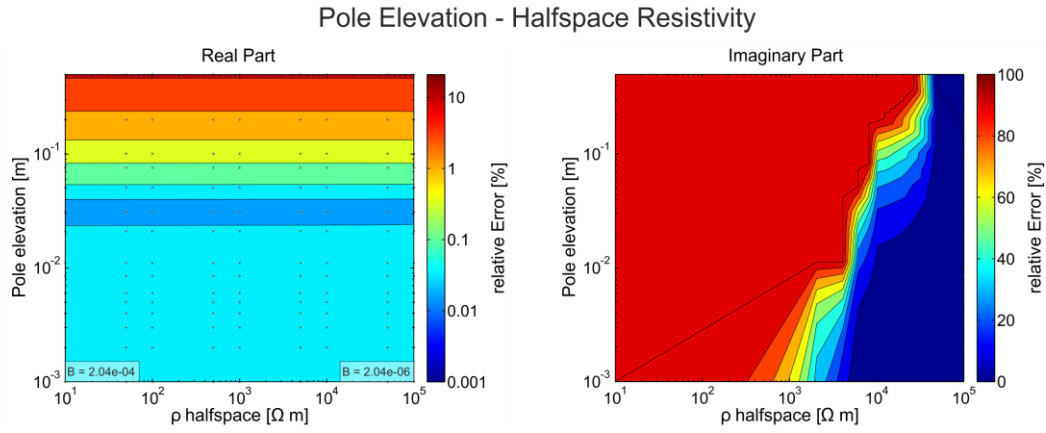 Pole Elevation - Halfspace Resistivity
Real Part
Pole elevation [m]
10⁻¹
10⁻²
10⁻³
B = 2.04e-04
B = 2.04e-06
10¹
10²
10³
10⁴
10⁵
ρ halfspace [Ω m]
10
1
0.1
0.01
0.001
relative Error [%]
Imaginary Part
Pole elevation [m]
10⁻¹
10⁻²
10⁻³
10¹
10²
10³
10⁴
10⁵
ρ halfspace [Ω m]
100
80
60
40
20
0
relative Error [%]